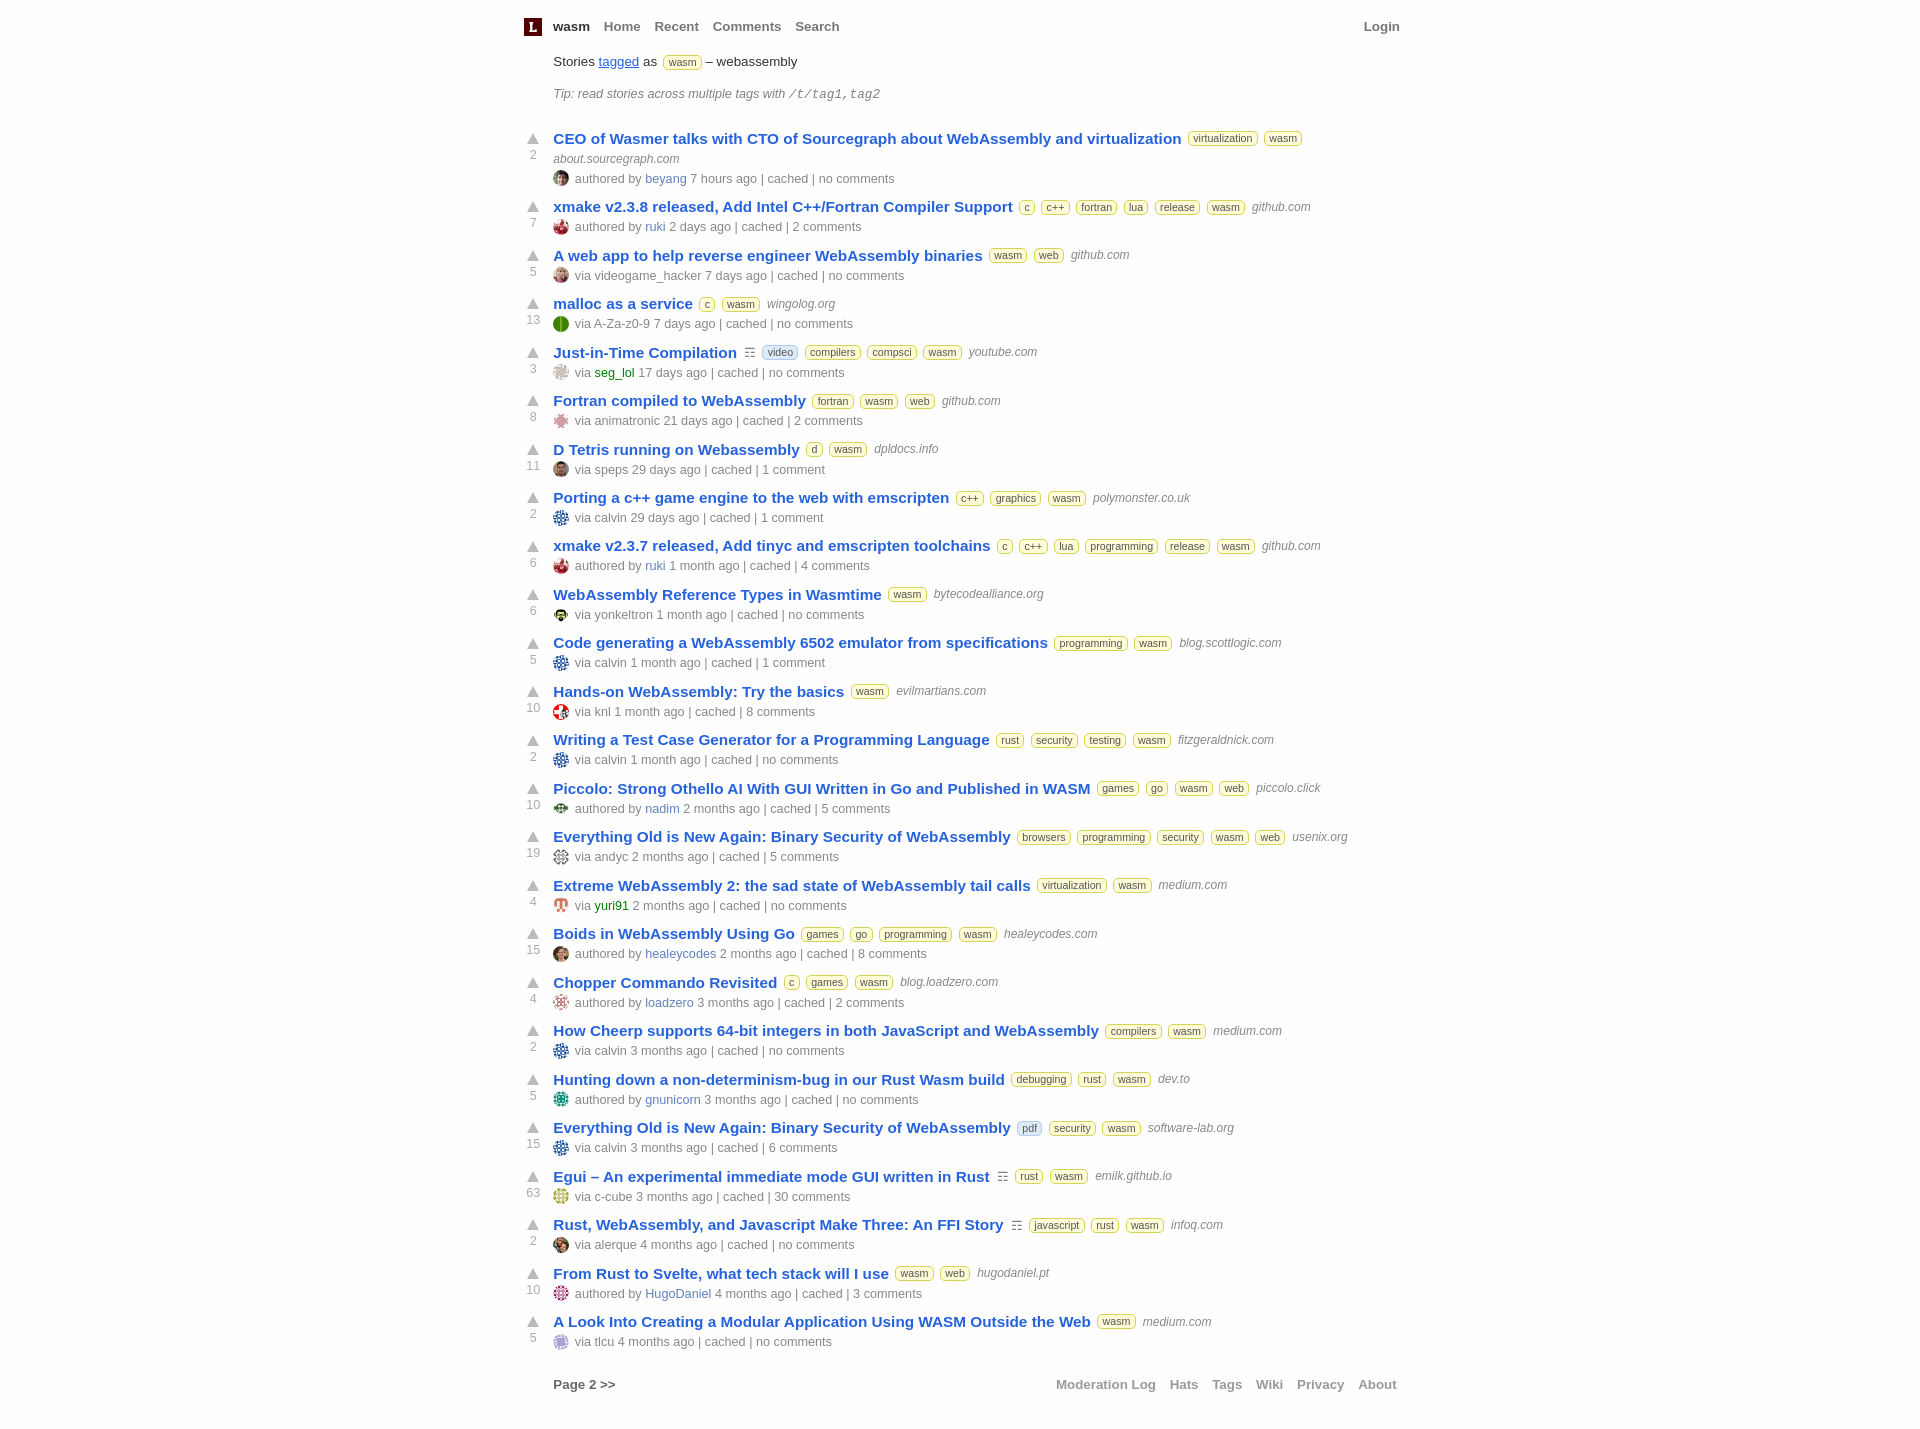 L wasm Home Recent Comments Search Login
Stories tagged as wasm – webassembly
Tip: read stories across multiple tags with /t/tag1,tag2
CEO of Wasmer talks with CTO of Sourcegraph about WebAssembly and virtualization virtualization wasm
2
about.sourcegraph.com
authored by beyang 7 hours ago | cached | no comments
xmake v2.3.8 released, Add Intel C++/Fortran Compiler Support c c++ fortran lua release wasm github.com
7
authored by ruki 2 days ago | cached | 2 comments
A web app to help reverse engineer WebAssembly binaries wasm web github.com
5
via videogame_hacker 7 days ago | cached | no comments
malloc as a service c wasm wingolog.org
13
via A-Za-z0-9 7 days ago | cached | no comments
Just-in-Time Compilation ☶ video compilers compsci wasm youtube.com
3
via seg_lol 17 days ago | cached | no comments
Fortran compiled to WebAssembly fortran wasm web github.com
8
via animatronic 21 days ago | cached | 2 comments
D Tetris running on Webassembly d wasm dpldocs.info
11
via speps 29 days ago | cached | 1 comment
Porting a c++ game engine to the web with emscripten c++ graphics wasm polymonster.co.uk
2
via calvin 29 days ago | cached | 1 comment
xmake v2.3.7 released, Add tinyc and emscripten toolchains c c++ lua programming release wasm github.com
6
authored by ruki 1 month ago | cached | 4 comments
WebAssembly Reference Types in Wasmtime wasm bytecodealliance.org
6
via yonkeltron 1 month ago | cached | no comments
Code generating a WebAssembly 6502 emulator from specifications programming wasm blog.scottlogic.com
5
via calvin 1 month ago | cached | 1 comment
Hands-on WebAssembly: Try the basics wasm evilmartians.com
10
via knl 1 month ago | cached | 8 comments
Writing a Test Case Generator for a Programming Language rust security testing wasm fitzgeraldnick.com
2
via calvin 1 month ago | cached | no comments
Piccolo: Strong Othello AI With GUI Written in Go and Published in WASM games go wasm web piccolo.click
10
authored by nadim 2 months ago | cached | 5 comments
Everything Old is New Again: Binary Security of WebAssembly browsers programming security wasm web usenix.org
19
via andyc 2 months ago | cached | 5 comments
Extreme WebAssembly 2: the sad state of WebAssembly tail calls virtualization wasm medium.com
4
via yuri91 2 months ago | cached | no comments
Boids in WebAssembly Using Go games go programming wasm healeycodes.com
15
authored by healeycodes 2 months ago | cached | 8 comments
Chopper Commando Revisited c games wasm blog.loadzero.com
4
authored by loadzero 3 months ago | cached | 2 comments
How Cheerp supports 64-bit integers in both JavaScript and WebAssembly compilers wasm medium.com
2
via calvin 3 months ago | cached | no comments
Hunting down a non-determinism-bug in our Rust Wasm build debugging rust wasm dev.to
5
authored by gnunicorn 3 months ago | cached | no comments
Everything Old is New Again: Binary Security of WebAssembly pdf security wasm software-lab.org
15
via calvin 3 months ago | cached | 6 comments
Egui – An experimental immediate mode GUI written in Rust ☶ rust wasm emilk.github.io
63
via c-cube 3 months ago | cached | 30 comments
Rust, WebAssembly, and Javascript Make Three: An FFI Story ☶ javascript rust wasm infoq.com
2
via alerque 4 months ago | cached | no comments
From Rust to Svelte, what tech stack will I use wasm web hugodaniel.pt
10
authored by HugoDaniel 4 months ago | cached | 3 comments
A Look Into Creating a Modular Application Using WASM Outside the Web wasm medium.com
5
via tlcu 4 months ago | cached | no comments
Page 2 >> Moderation Log Hats Tags Wiki Privacy About